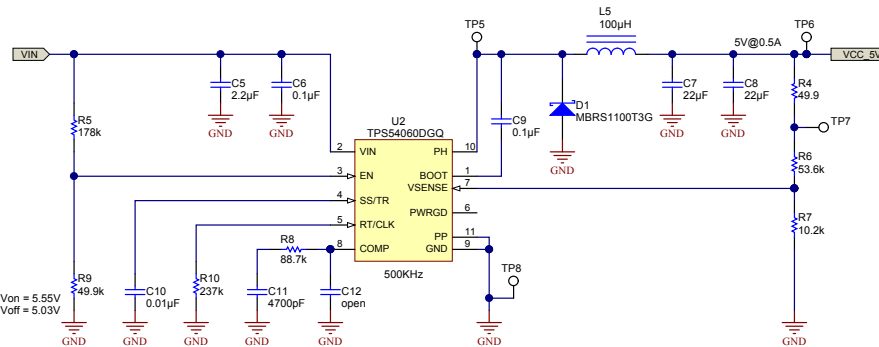 L5
100µH
TP5
TP6
VIN
5V@0.5A
VCC_5V
C5
2.2µF
C6
0.1µF
C7
22µF
C8
22µF
R4
49.9
GND
GND
GND
GND
R5
178k
U2
TPS54060DGQ
C9
0.1µF
D1
MBRS1100T3G
GND
TP7
2
VIN
PH
10
R6
53.6k
3
EN
BOOT
1
VSENSE
7
4
SS/TR
PWRGD
6
5
RT/CLK
R7
10.2k
8
COMP
PP
11
GND
9
R8
88.7k
500KHz
TP8
R9
49.9k
Von = 5.55V
Voff = 5.03V
C10
0.01µF
R10
237k
C11
4700pF
C12
open
GND
GND
GND
GND
GND
GND
GND